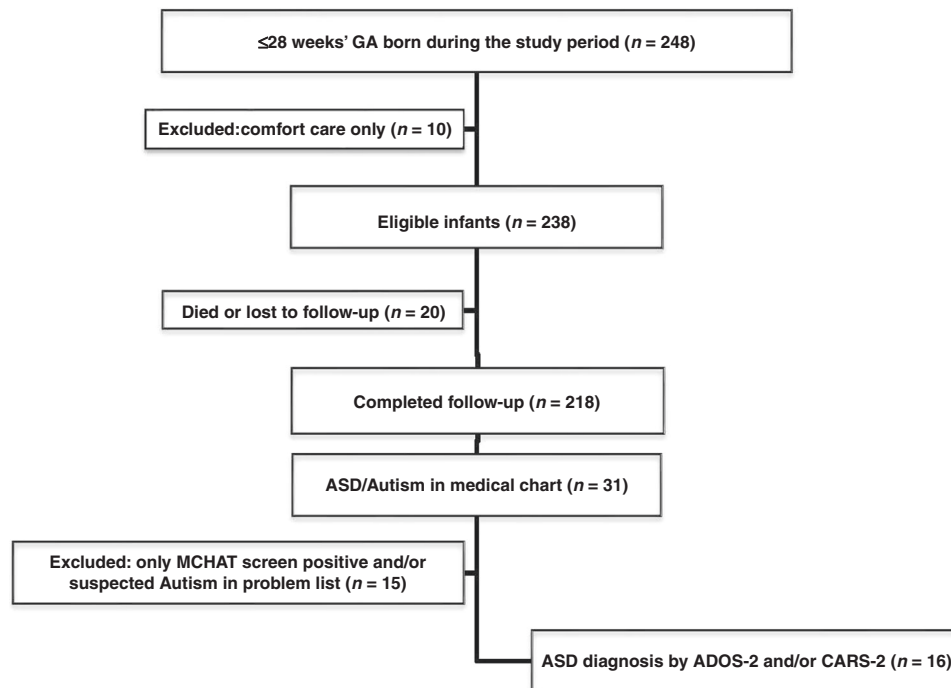 ≤28 weeks' GA born during the study period (n = 248)
Excluded:comfort care only (n = 10)
Eligible infants (n = 238)
Died or lost to follow-up (n = 20)
Completed follow-up (n = 218)
ASD/Autism in medical chart (n = 31)
Excluded: only MCHAT screen positive and/or
suspected Autism in problem list (n = 15)
ASD diagnosis by ADOS-2 and/or CARS-2 (n = 16)